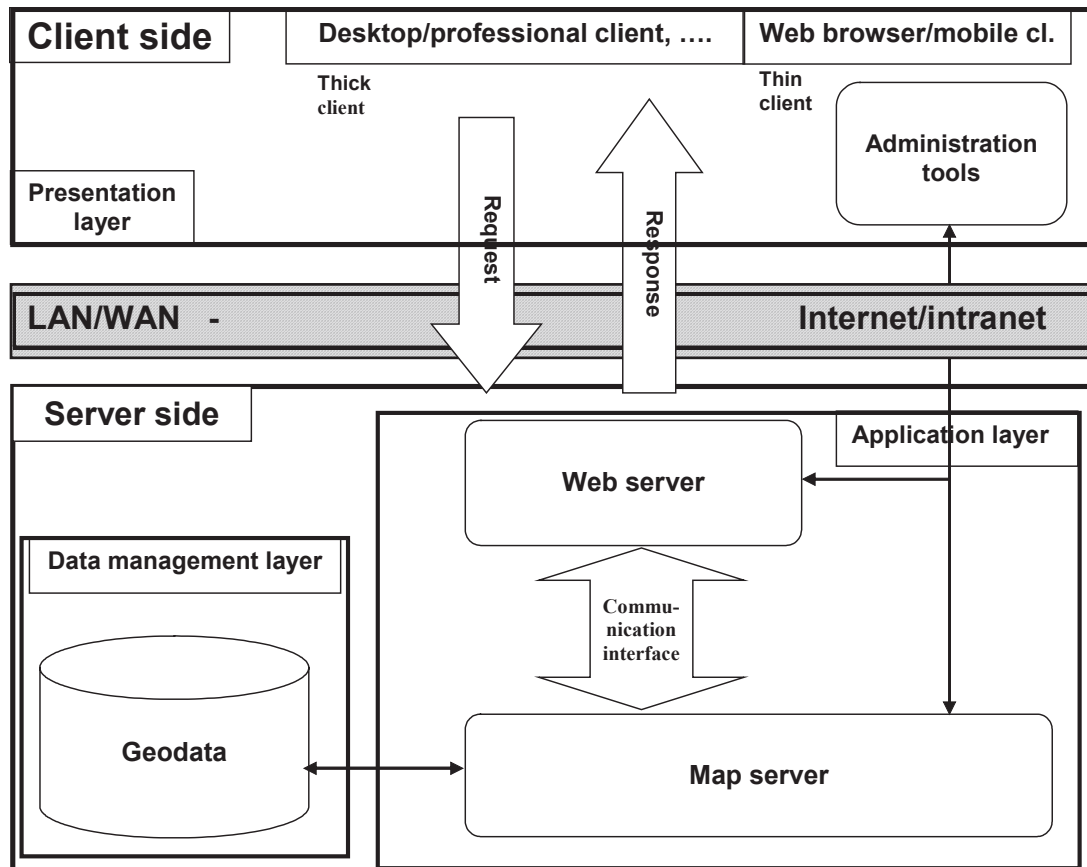 Client side
Desktop/professional client, ....
Web browser/mobile cl.
Thick
client
Thin
client
Administration
tools
Presentation
layer
Request
Response
LAN/WAN -
Internet/intranet
Server side
Application layer
Web server
Data management layer
Commu-
nication
interface
Geodata
Map server